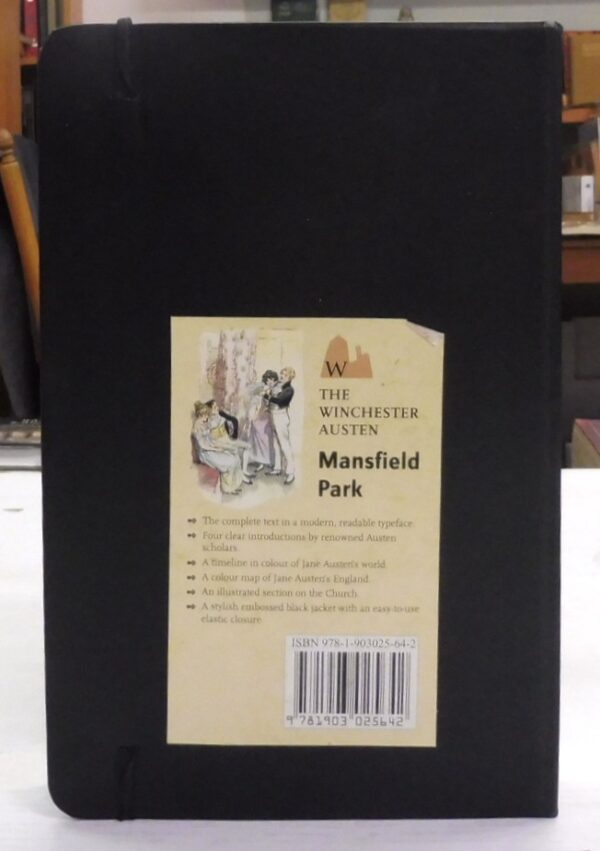 W
THE
WINCHESTER
AUSTEN
Mansfield
Park
The complete text in a modern, readable typeface.
Four clear introductions by renowned Austen
scholars.
A timeline in colour of Jane Austen's world.
A colour map of Jane Austen's England.
An illustrated section on the Church.
A stylish embossed black jacket with an easy-to-use
elastic closure.
ISBN 978-1-903025-64-2
9 781903 025642